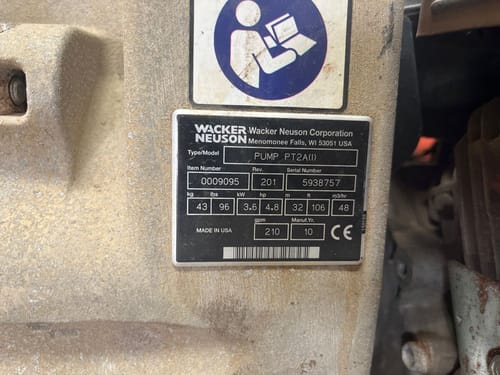 WACKER NEUSON Wacker Neuson Corporation
Menomonee Falls, WI 53051 USA
Type/Model PUMP PT2A(I)
Item Number Rev. Serial Number
0009095 201 5938757
kg lbs kW hp m ft m3/hr
43 96 3.6 4.8 32 106 48
gpm Manuf.Yr.
MADE IN USA 210 10 CE